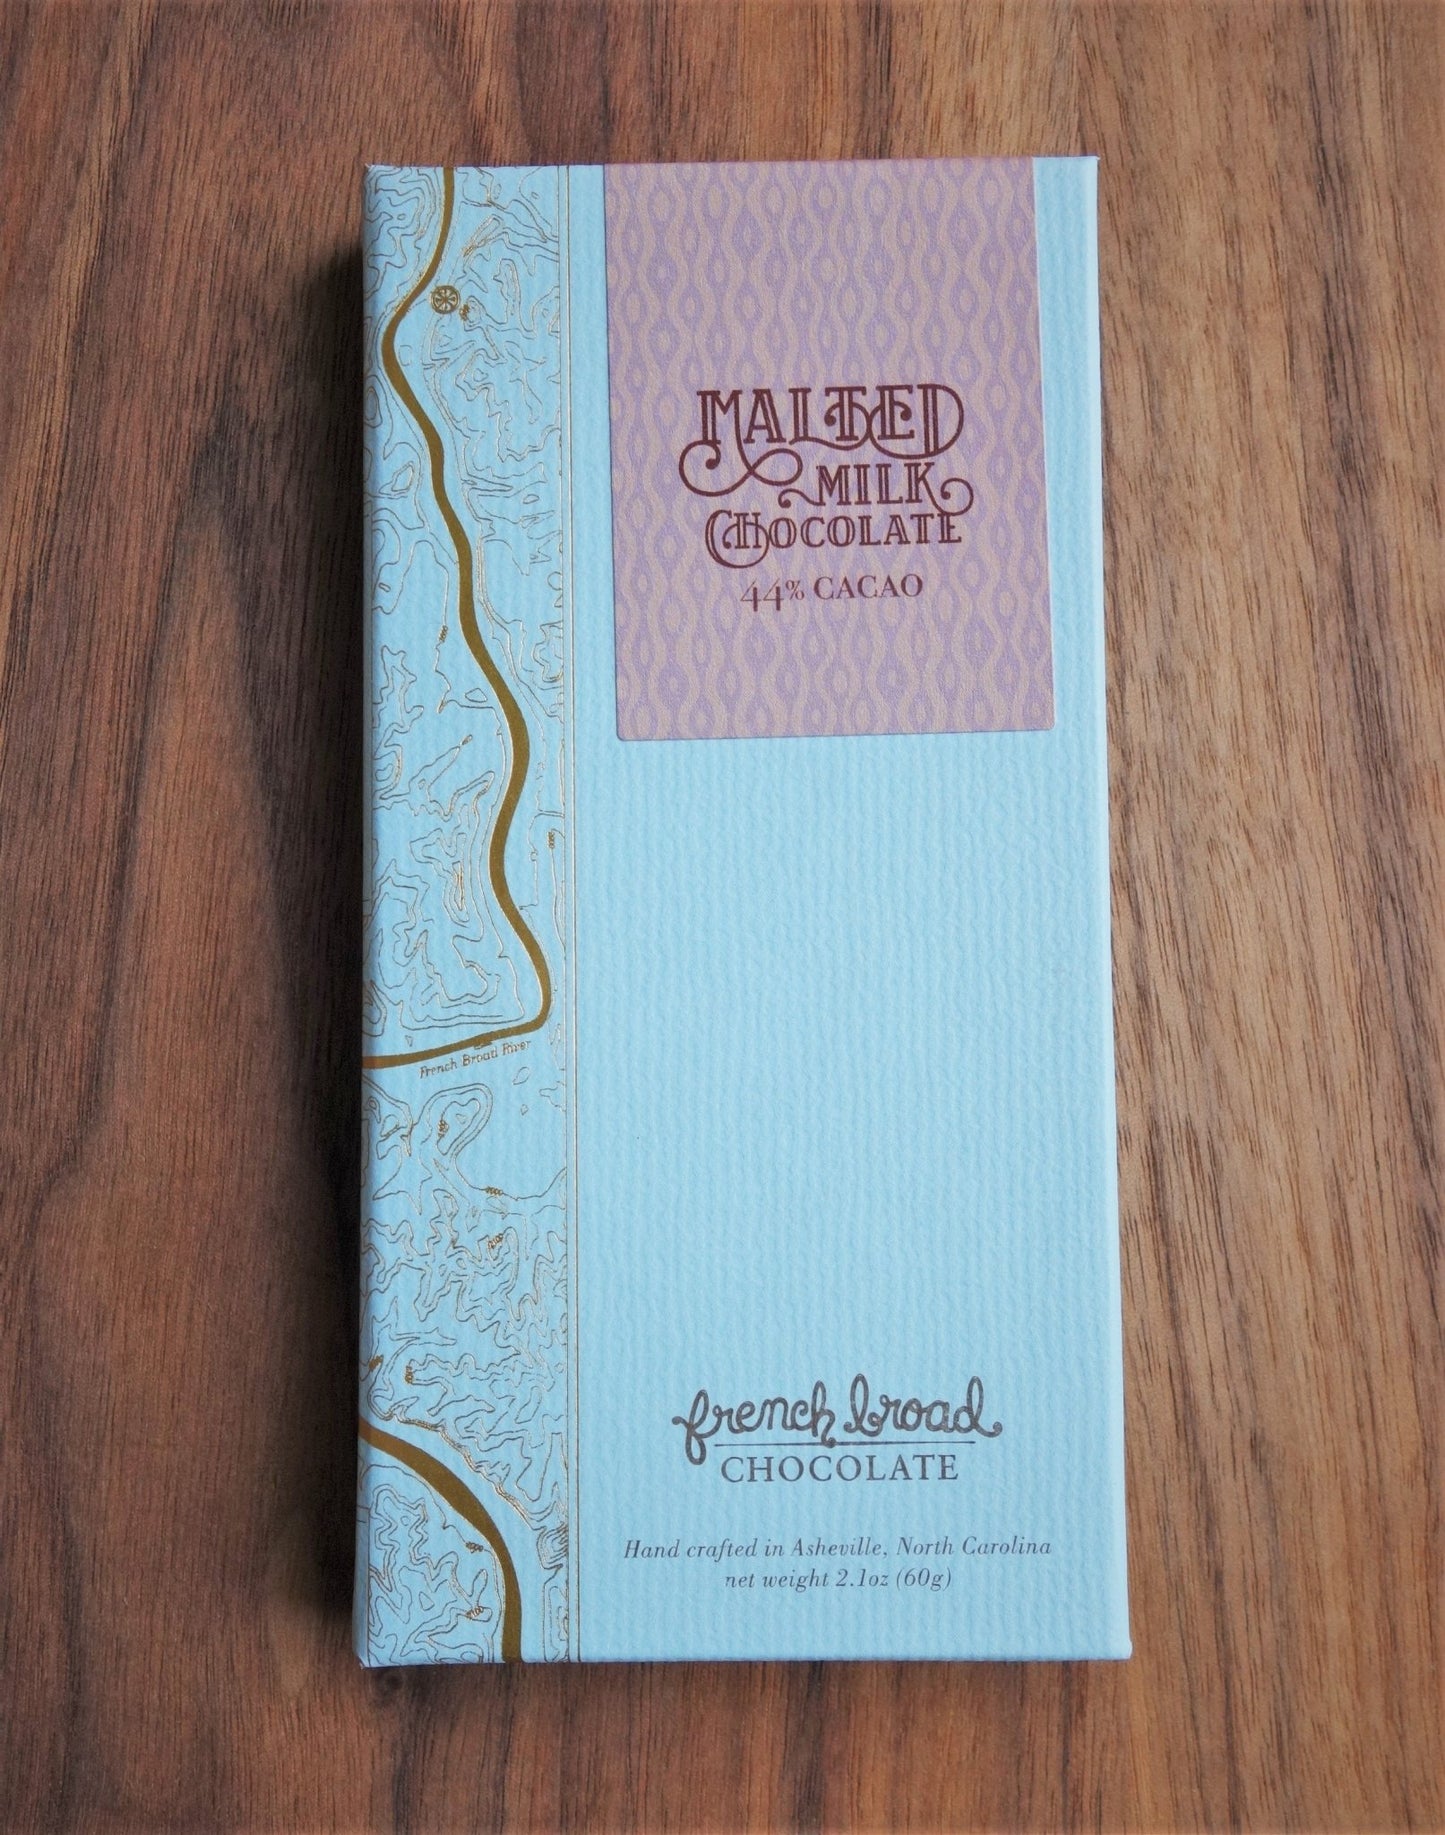 MALTED
MILK
CHOCOLATE
44% CACAO
French Broad River
french broad
CHOCOLATE
Hand crafted in Asheville, North Carolina
net weight 2.1oz (60g)